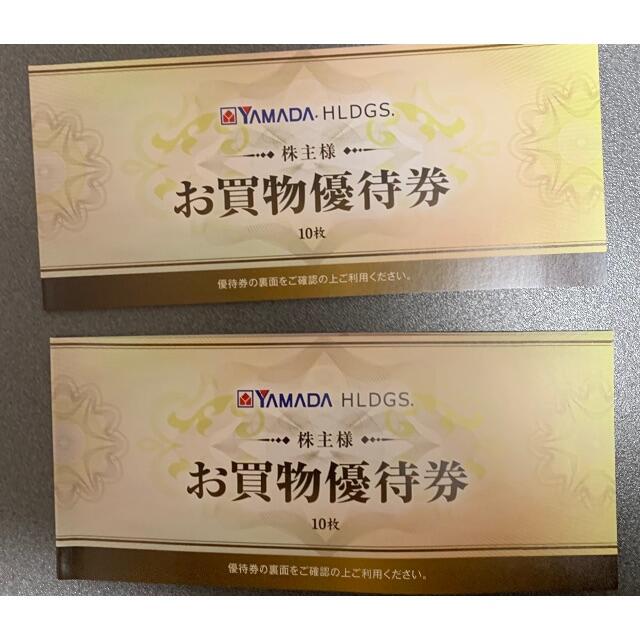 YAMADA HLDGS.
株主様
お買物優待券
10枚
優待券の裏面をご確認の上ご利用ください。
YAMADA HLDGS.
株主様
お買物優待券
10枚
優待券の裏面をご確認の上ご利用ください。